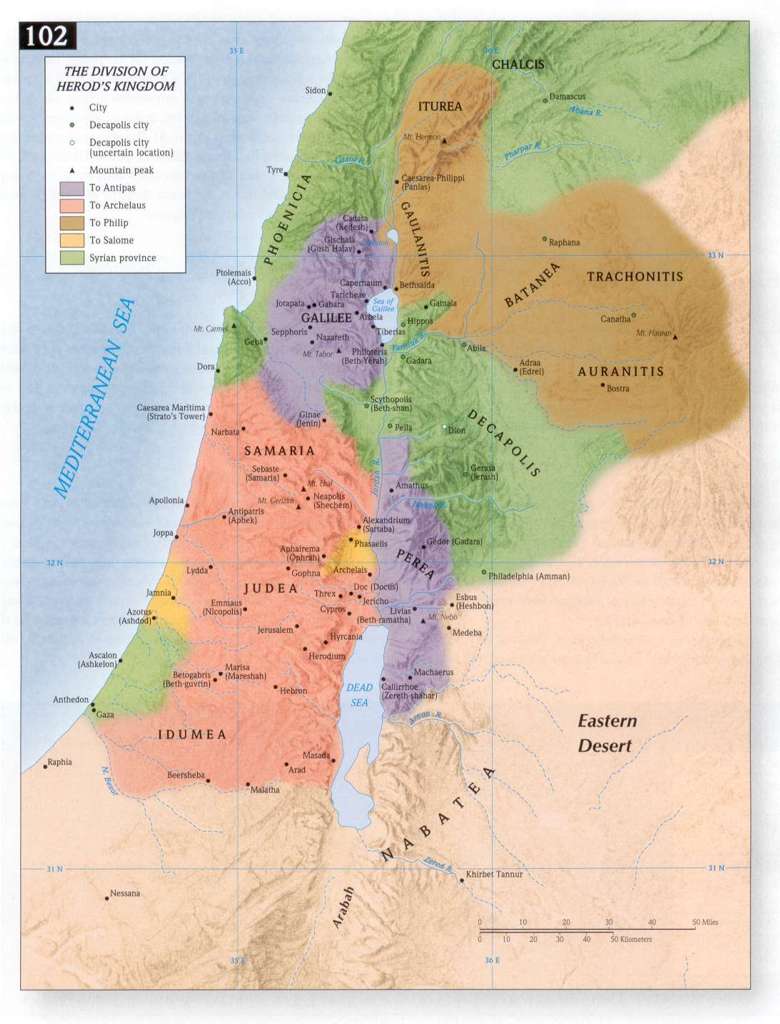 102
THE DIVISION OF
HEROD'S KINGDOM
City
Decapolis city
Decapolis city
(uncertain location)
Mountain peak
To Antipas
To Archelaus
To Philip
To Salome
Syrian province
35 E
36 E
CHALCIS
Sidon
ITUREA
Damascus
Abana R.
Mt. Hermon
Pharpar R.
Tyre
Caesarea-Philippi
(Panias)
PHOENICIA
GAULANITIS
Cadasa
(Kedesh)
Gischala
(Gush Halav)
Raphana
33 N
33 N
Ptolemais
(Acco)
Capernaum
Bethsaida
BATANEA
TRACHONITIS
Taricheae
Jotapata
Gabara
Sea of
Galilee
Gamala
GALILEE
Arbela
Hippos
Canatha
Mt. Carmel
Sepphoris
Tiberias
Mt. Hauran
Geba
Nazareth
Yarmuk R.
Mt. Tabor
Philoteria
(Beth-Yerah)
Abila
Gadara
Dora
Adraa
(Edrei)
AURANITIS
Bostra
MEDITERRANEAN SEA
Caesarea Maritima
(Strato's Tower)
Scythopolis
(Beth-shan)
Ginae
(Jenin)
Narbata
Pella
Dion
DECAPOLIS
SAMARIA
Sebaste
(Samaria)
Gerasa
(Jerash)
Mt. Ebal
Amathus
Mt. Gerizim
Neapolis
(Shechem)
Apollonia
Antipatris
(Aphek)
Alexandrium
(Sartaba)
Joppa
Phasaelis
Gedor (Gadara)
Aphairema
(Ophrah)
PEREA
32 N
32 N
Lydda
Gophna
Archelais
Philadelphia (Amman)
JUDEA
Doc (Docus)
Jamnia
Threx
Jericho
Esbus
(Heshbon)
Emmaus
(Nicopolis)
Cypros
Livias
(Beth-ramatha)
Mt. Nebo
Azotus
(Ashdod)
Jerusalem
Medeba
Hyrcania
Herodium
Ascalon
(Ashkelon)
Marisa
(Mareshah)
Betogabris
(Beth-guvrin)
Machaerus
Hebron
DEAD
SEA
Callirrhoe
(Zereth-shahar)
Anthedon
Gaza
Arnon R.
Eastern
Desert
IDUMEA
Masada
Raphia
N. Besor
Beersheba
Arad
Malatha
NABATEA
31 N
31 N
Zered R.
Khirbet Tannur
Nessana
Arabah
0 10 20 30 40 50 Miles
0 10 20 30 40 50 Kilometers
35 E
36 E